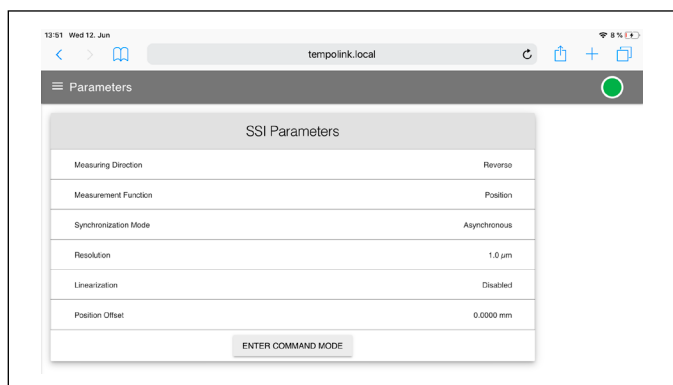 13:51 Wed 12. Jun 8 %
tempolink.local
Parameters
SSI Parameters
Measuring Direction Reverse
Measurement Function Position
Synchronization Mode Asynchronous
Resolution 1.0 µm
Linearization Disabled
Position Offset 0.0000 mm
ENTER COMMAND MODE